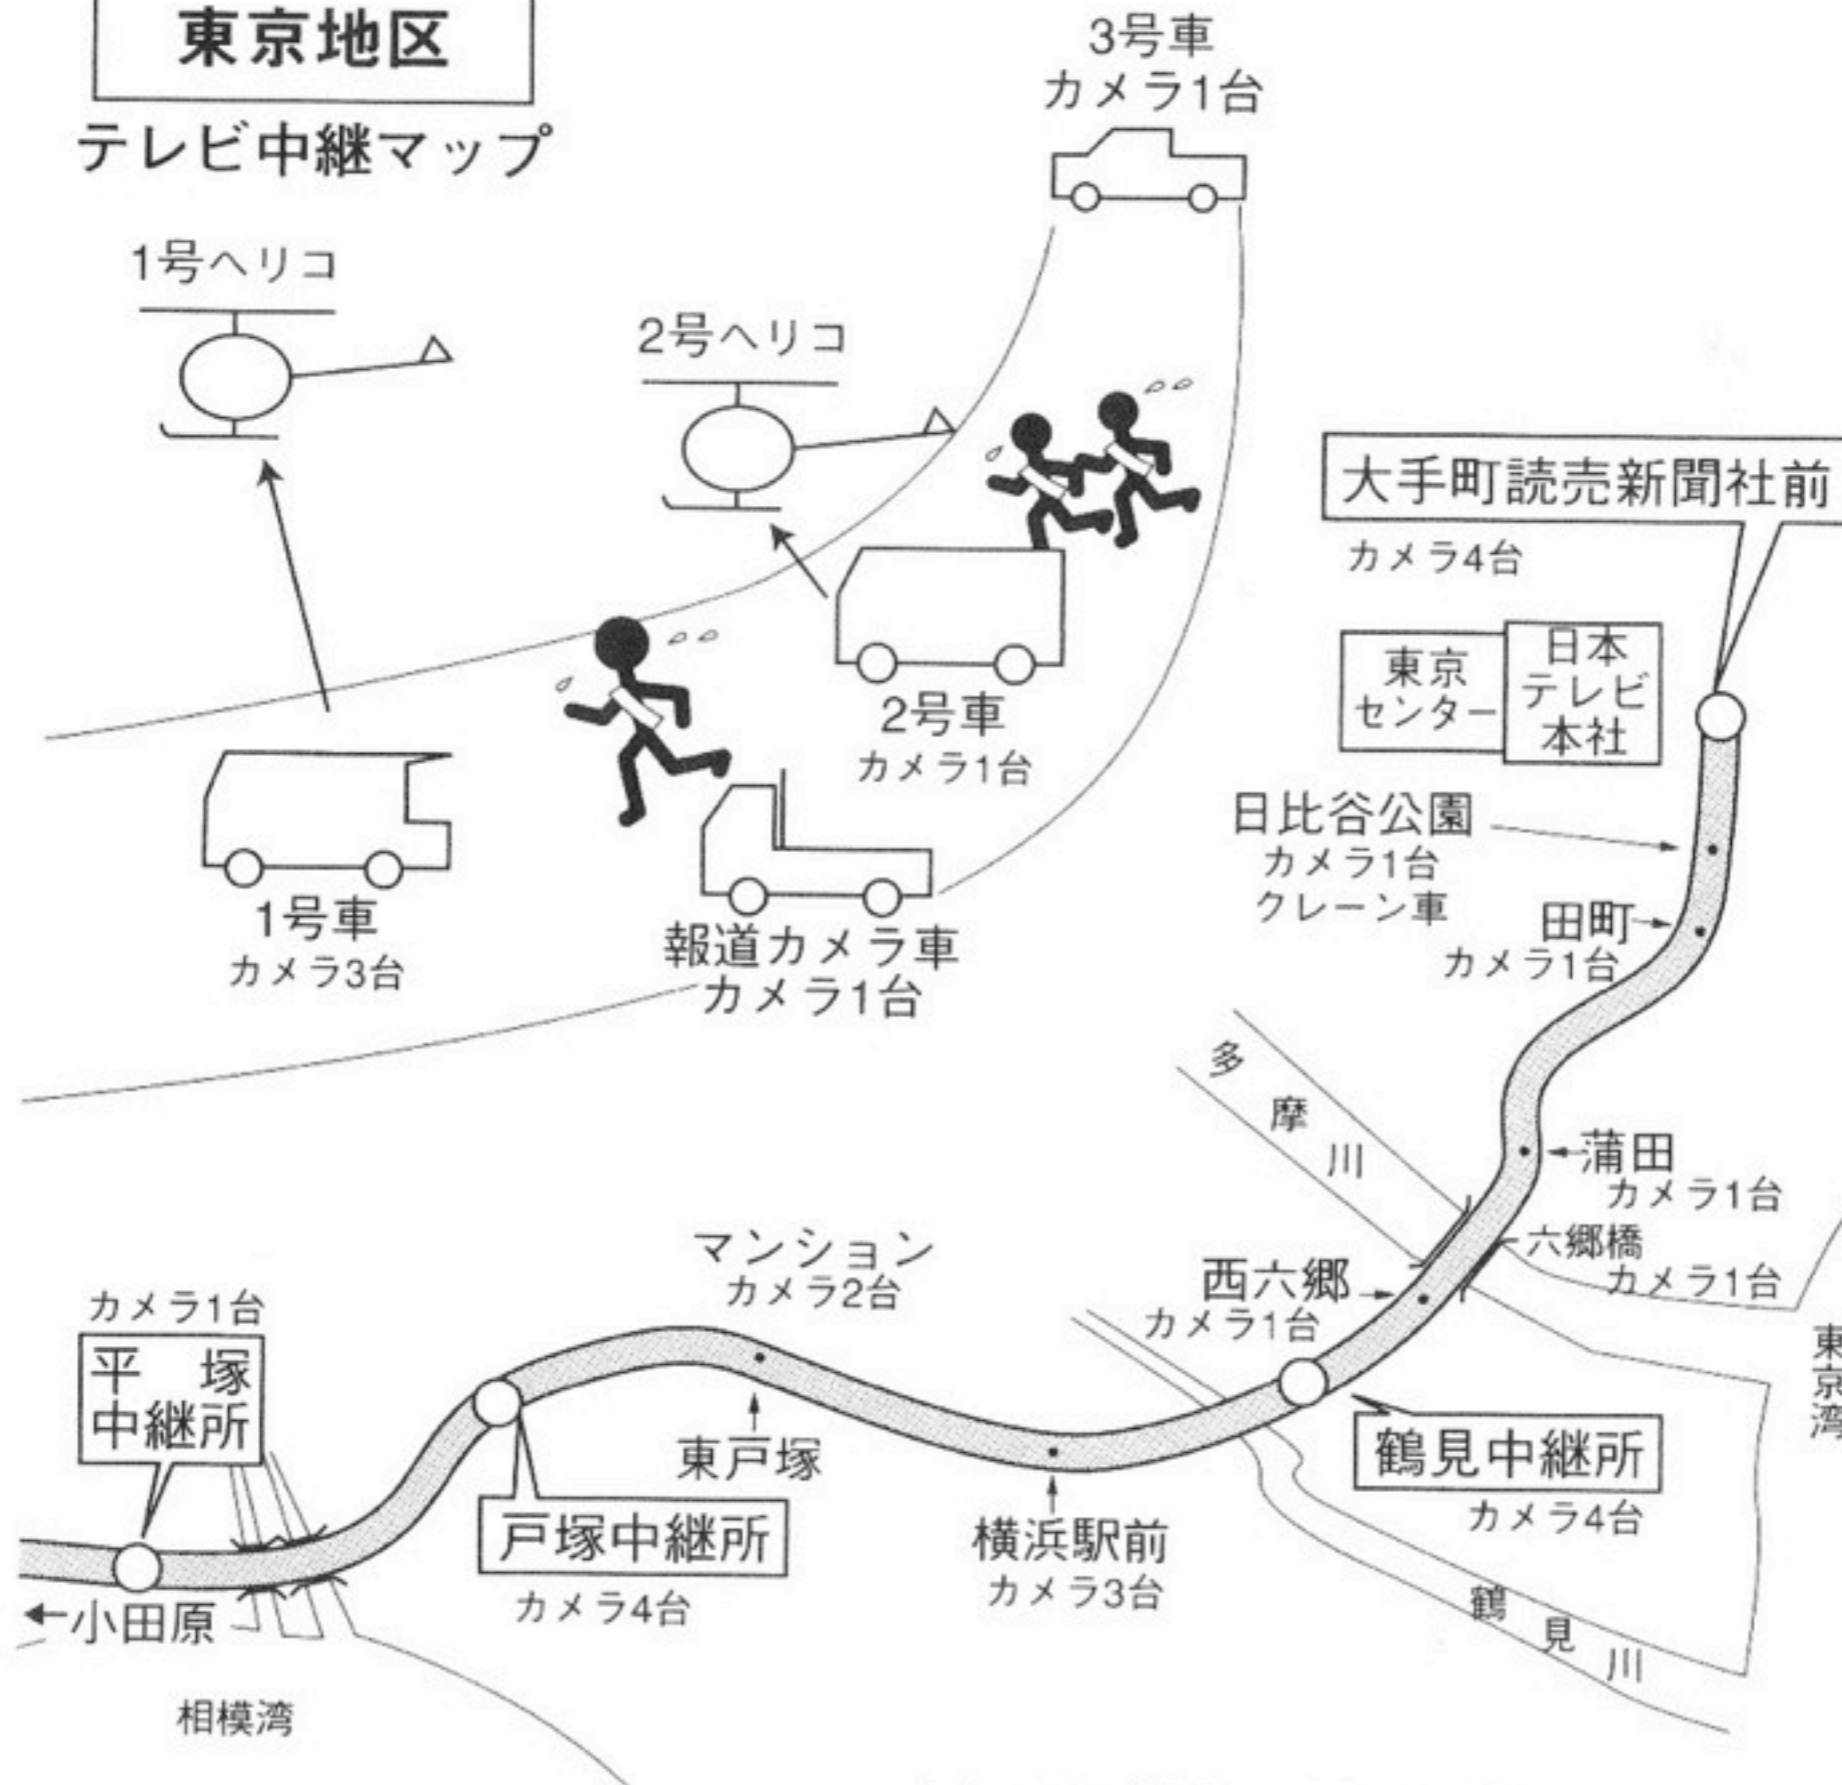 東京地区
テレビ中継マップ
3号車
カメラ1台
1号ヘリコ
2号ヘリコ
大手町読売新聞社前
カメラ4台
東京
センター
日本
テレビ
本社
2号車
カメラ1台
日比谷公園
カメラ1台
クレーン車
1号車
カメラ3台
報道カメラ車
カメラ1台
田町
カメラ1台
多摩川
蒲田
カメラ1台
六郷橋
カメラ1台
西六郷
カメラ1台
マンション
カメラ2台
カメラ1台
平塚
中継所
東京湾
東戸塚
鶴見中継所
カメラ4台
戸塚中継所
カメラ4台
横浜駅前
カメラ3台
←小田原
鶴見川
相模湾